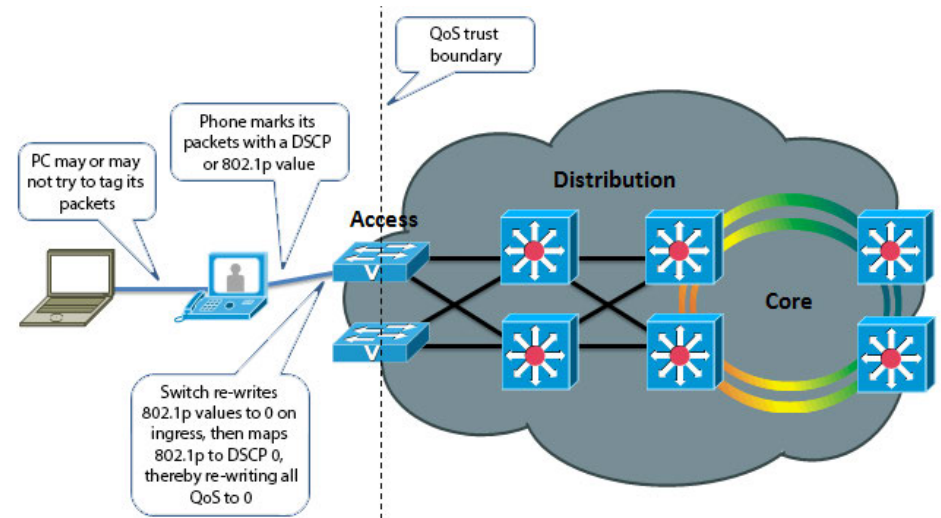 QoS trust
boundary
Phone marks its
packets with a DSCP
or 802.1p value
PC may or may
not try to tag its
packets
Distribution
Access
V
V
Core
Switch re-writes
802.1p values to 0 on
ingress, then maps
802.1p to DSCP 0,
thereby re-writing all
QoS to 0